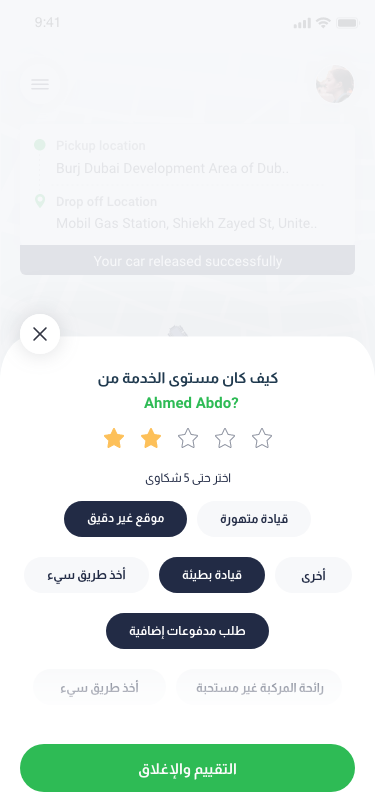 9:41
Pickup location
Burj Dubai Development Area of Dub..
Drop off Location
Mobil Gas Station, Shiekh Zayed St, Unite..
Your car released successfully
كيف كان مستوى الخدمة من
Ahmed Abdo?
اختر حتى 5 شكاوى
قيادة متهورة
موقع غير دقيق
أخرى
قيادة بطيئة
أخذ طريق سيء
طلب مدفوعات إضافية
رائحة المركبة غير مستحبة
أخذ طريق سيء
التقييم والإغلاق